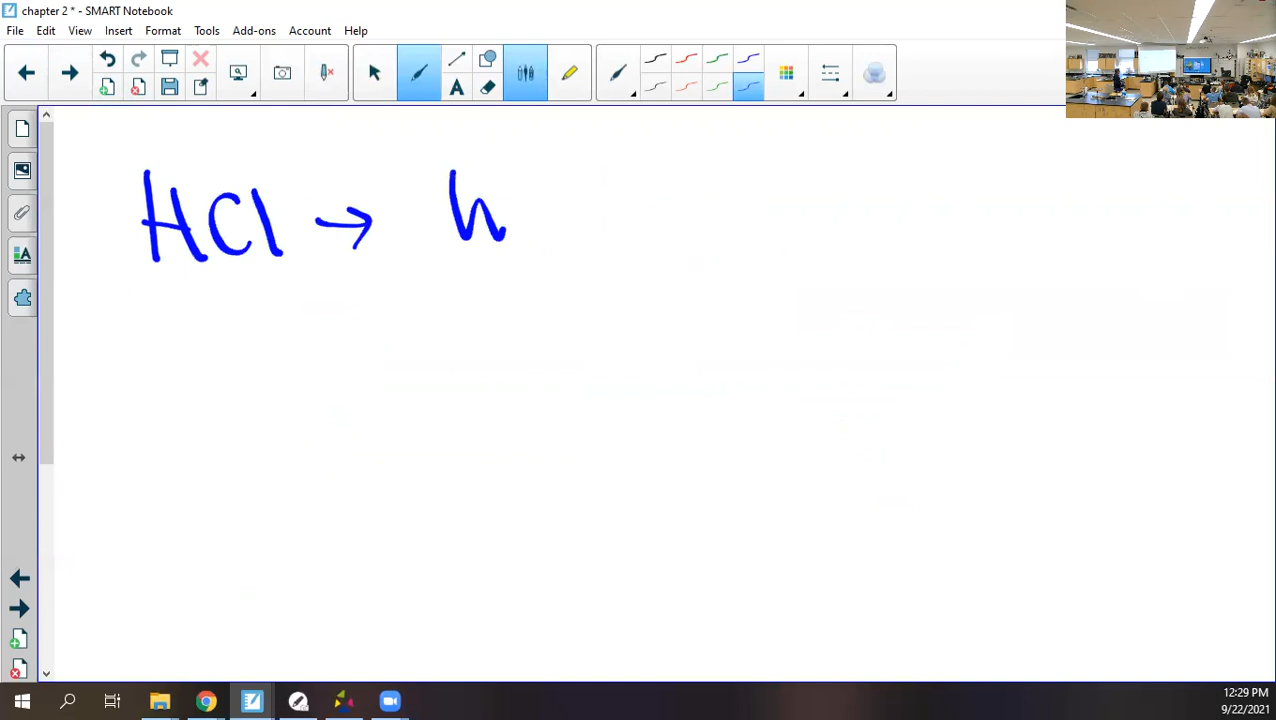 chapter 2 * - SMART Notebook
File Edit View Insert Format Tools Add-ons Account Help
HCl → h
12:29 PM
9/22/2021